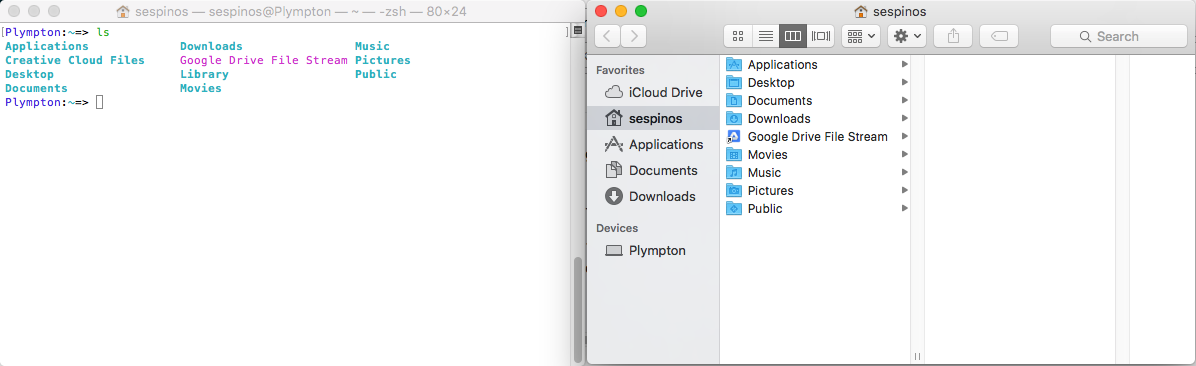 sespinos — sespinos@Plympton — ~ — -zsh — 80×24
[Plympton:~=> ls ]
Applications Downloads Music
Creative Cloud Files Google Drive File Stream Pictures
Desktop Library Public
Documents Movies
Plympton:~=>
sespinos
Search
Favorites
iCloud Drive
sespinos
Applications
Documents
Downloads
Devices
Plympton
Applications
Desktop
Documents
Downloads
Google Drive File Stream
Movies
Music
Pictures
Public